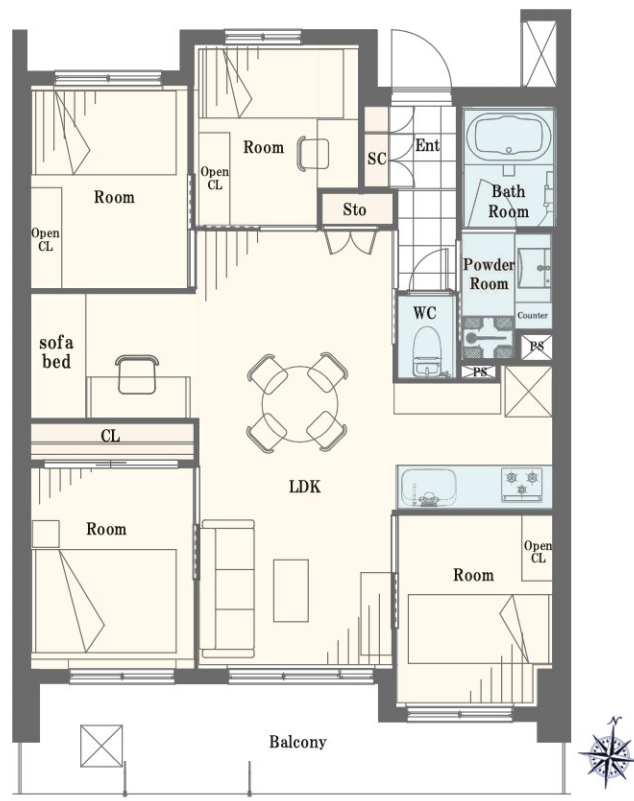 Room
Open
CL
Room
Open
CL
SC
Ent
Sto
Bath
Room
Powder
Room
Counter
WC
PS
PS
sofa
bed
CL
LDK
Room
Room
Open
CL
Balcony
N